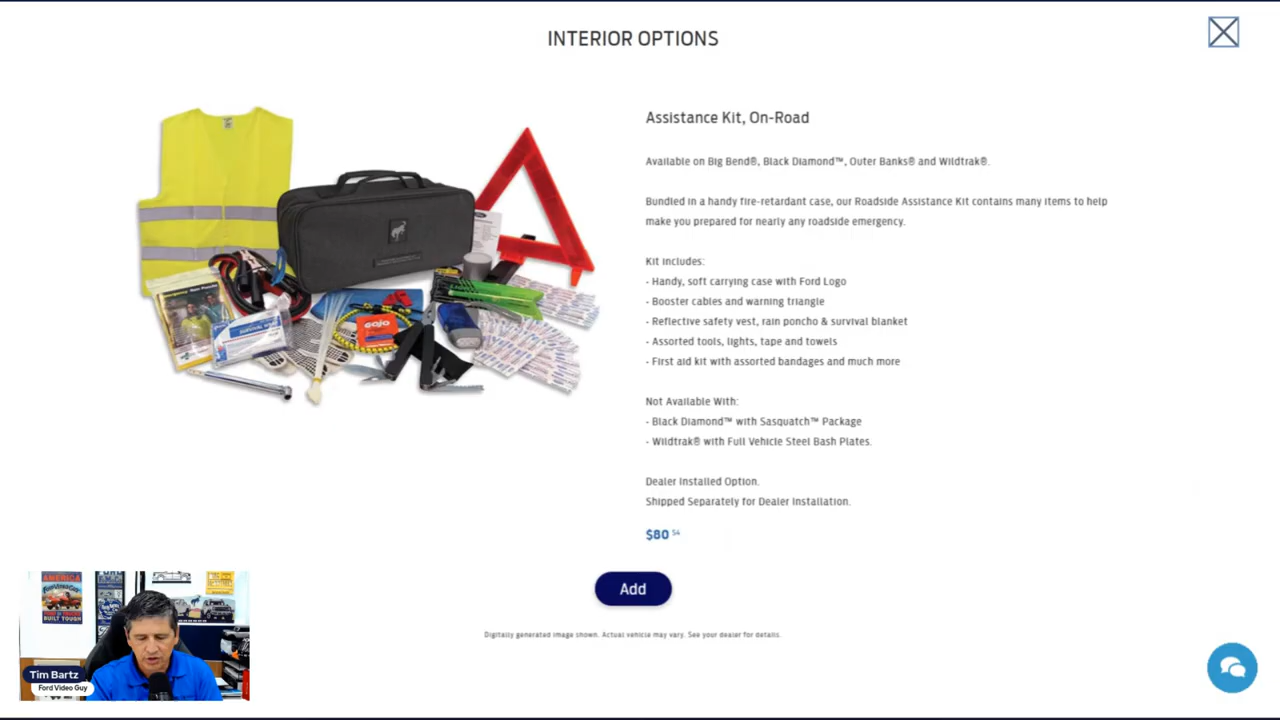 INTERIOR OPTIONS
Assistance Kit, On-Road
Available on Big Bend®, Black Diamond™, Outer Banks® and Wildtrak®.
Bundled in a handy fire-retardant case, our Roadside Assistance Kit contains many items to help
make you prepared for nearly any roadside emergency.
Kit includes:
- Handy, soft carrying case with Ford Logo
- Booster cables and warning triangle
- Reflective safety vest, rain poncho & survival blanket
- Assorted tools, lights, tape and towels
- First aid kit with assorted bandages and much more
Not Available With:
- Black Diamond™ with Sasquatch™ Package
- Wildtrak® with Full Vehicle Steel Bash Plates.
Dealer Installed Option.
Shipped Separately for Dealer Installation.
$80 54
Add
Digitally generated image shown. Actual vehicle may vary. See your dealer for details.
GOJO
AMERICA
BUILT TOUGH
Tim Bartz
Ford Video Guy